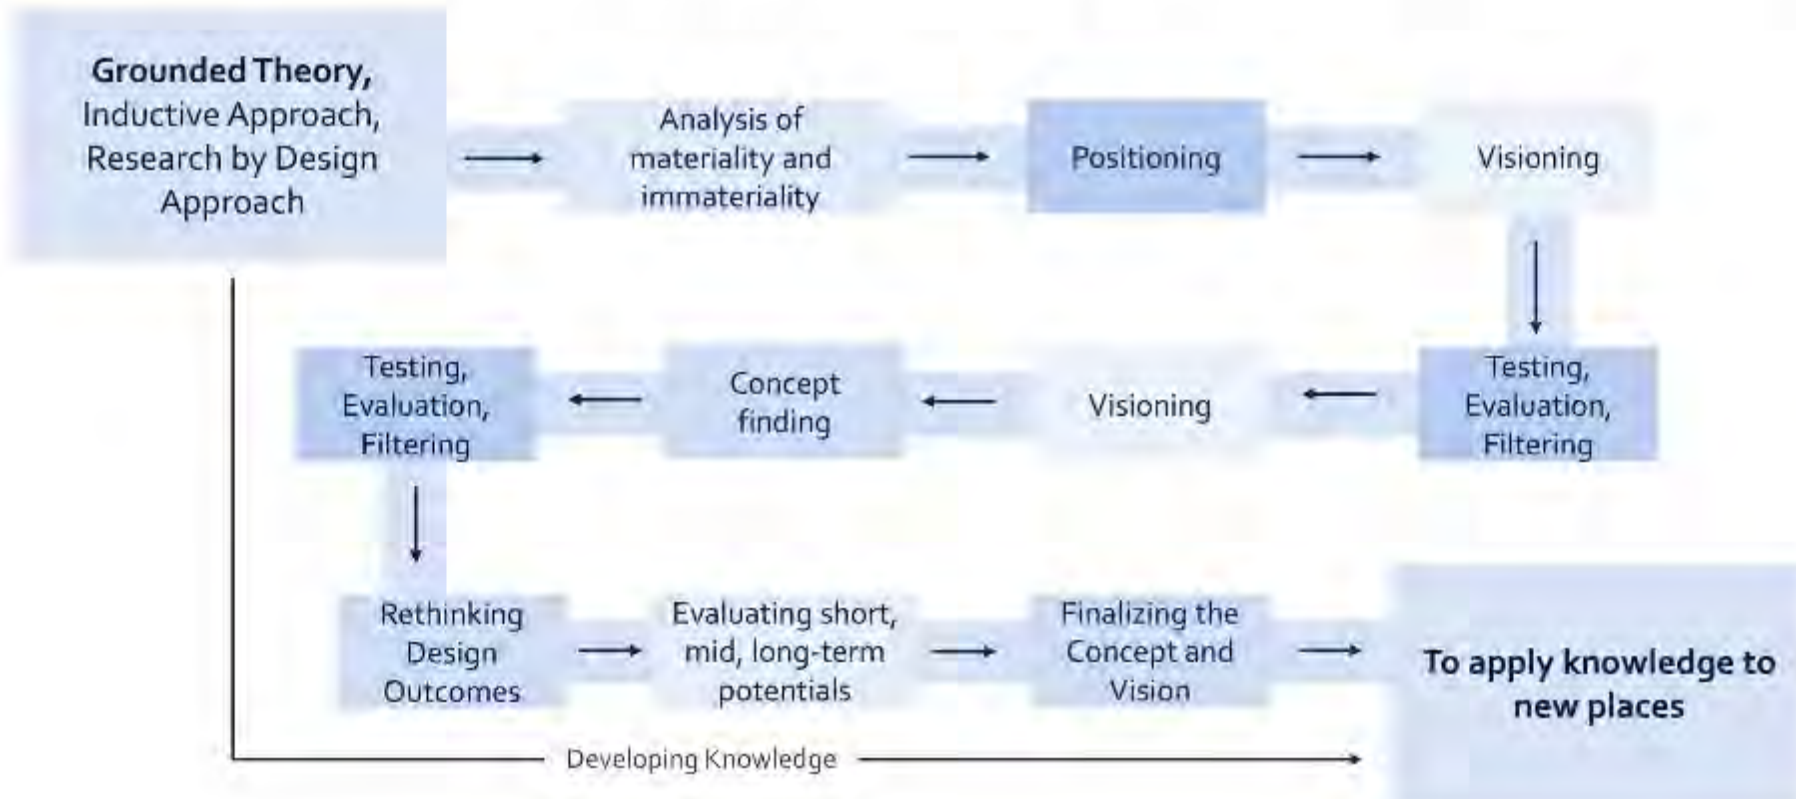 Grounded Theory,
Inductive Approach,
Research by Design
Approach
Analysis of
materiality and
immateriality
Positioning
Visioning
Testing,
Evaluation,
Filtering
Visioning
Concept
finding
Testing,
Evaluation,
Filtering
Rethinking
Design
Outcomes
Evaluating short,
mid, long-term
potentials
Finalizing the
Concept and
Vision
To apply knowledge to
new places
Developing Knowledge